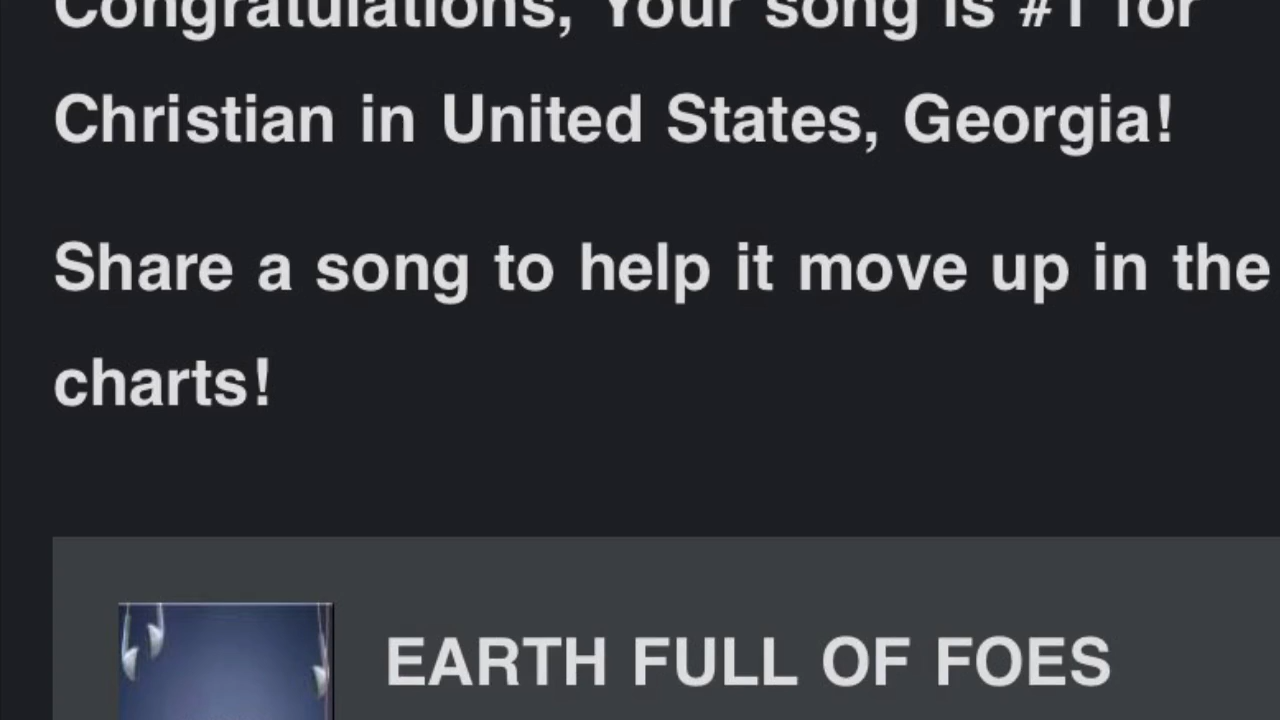 Congratulations, Your song is #1 for
Christian in United States, Georgia!
Share a song to help it move up in the
charts!
EARTH FULL OF FOES